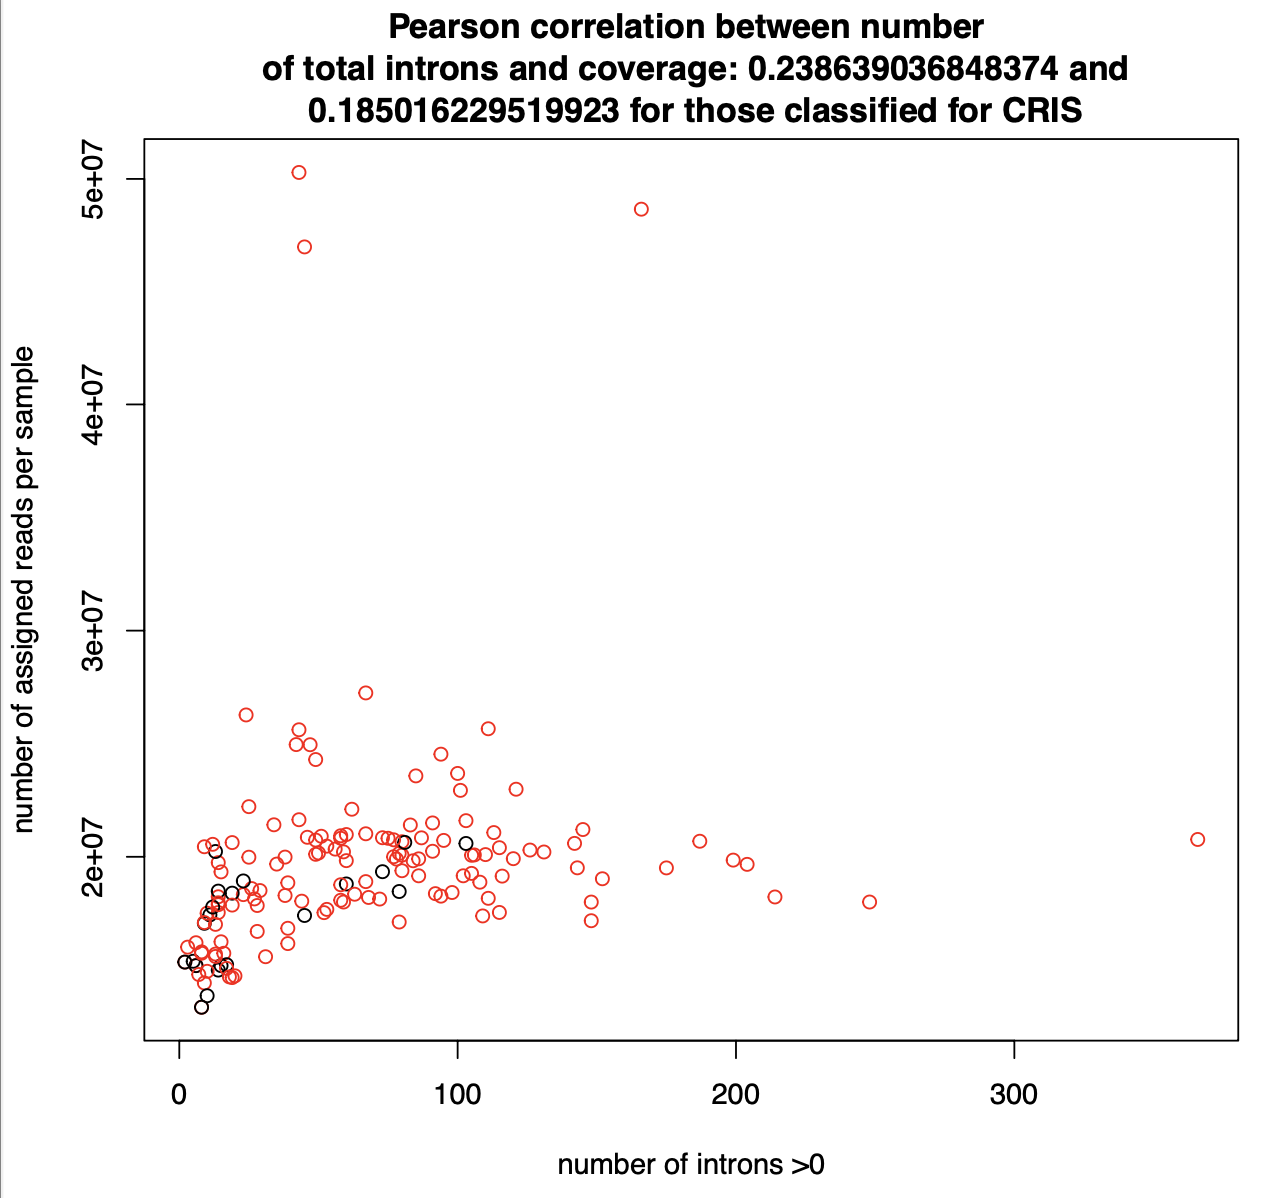 Pearson correlation between number
of total introns and coverage: 0.238639036848374 and
0.185016229519923 for those classified for CRIS
5e+07
4e+07
3e+07
2e+07
number of assigned reads per sample
0 100 200 300
number of introns >0